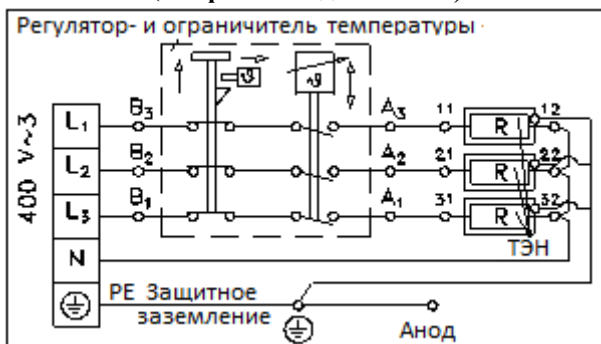 Регулятор- и ограничитель температуры
400 V~3
L1 B3 A3 11 R 12
L2 B2 A2 21 R 22
L3 B1 A1 31 R 32
ϑ ϑ
N
ТЭН
PE Защитное
заземление
Анод